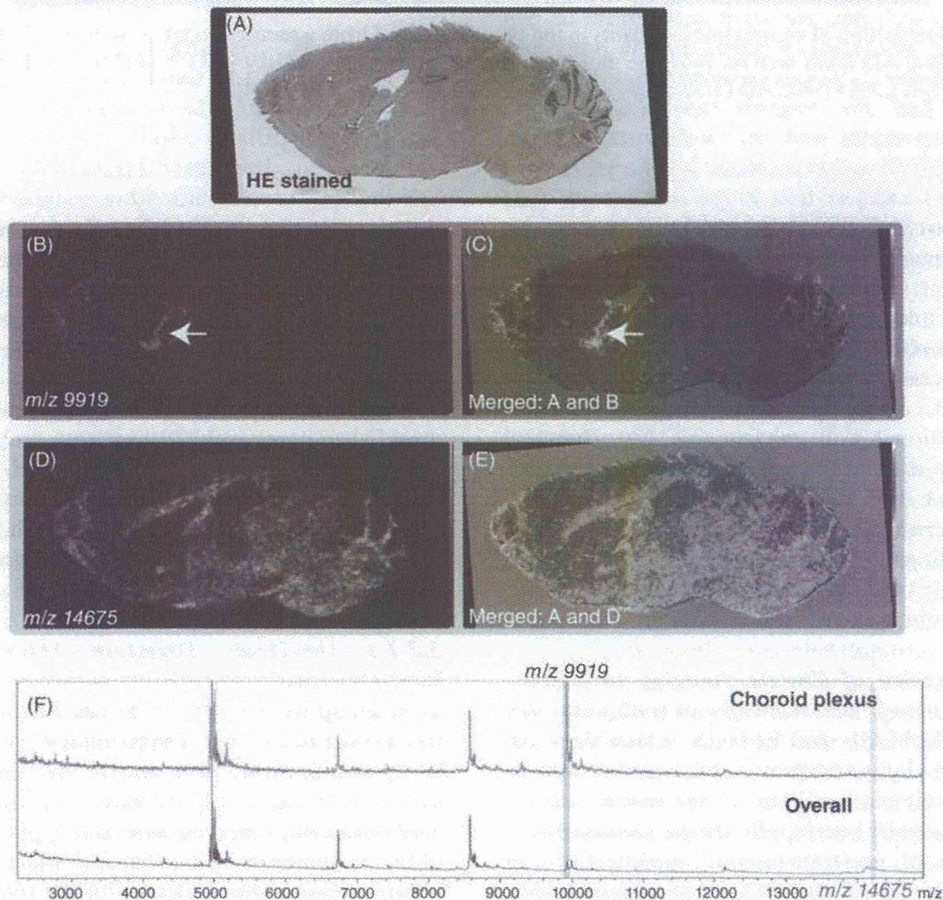 (A)
HE stained
(B)
m/z 9919
(C)
Merged: A and B
(D)
m/z 14675
(E)
Merged: A and D
m/z 9919
(F)
Choroid plexus
Overall
3000 4000 5000 6000 7000 8000 9000 10000 11000 12000 13000 m/z 14675 m/z